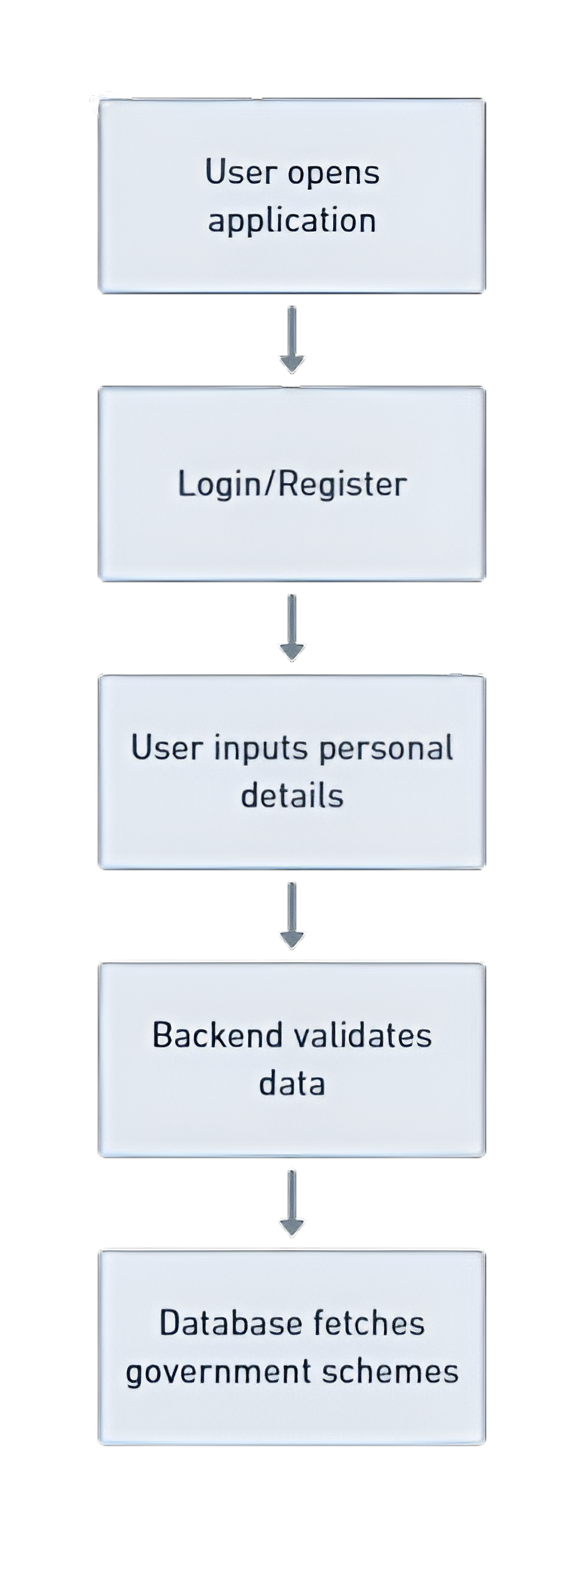 User opens
application
Login/Register
User inputs personal
details
Backend validates
data
Database fetches
government schemes